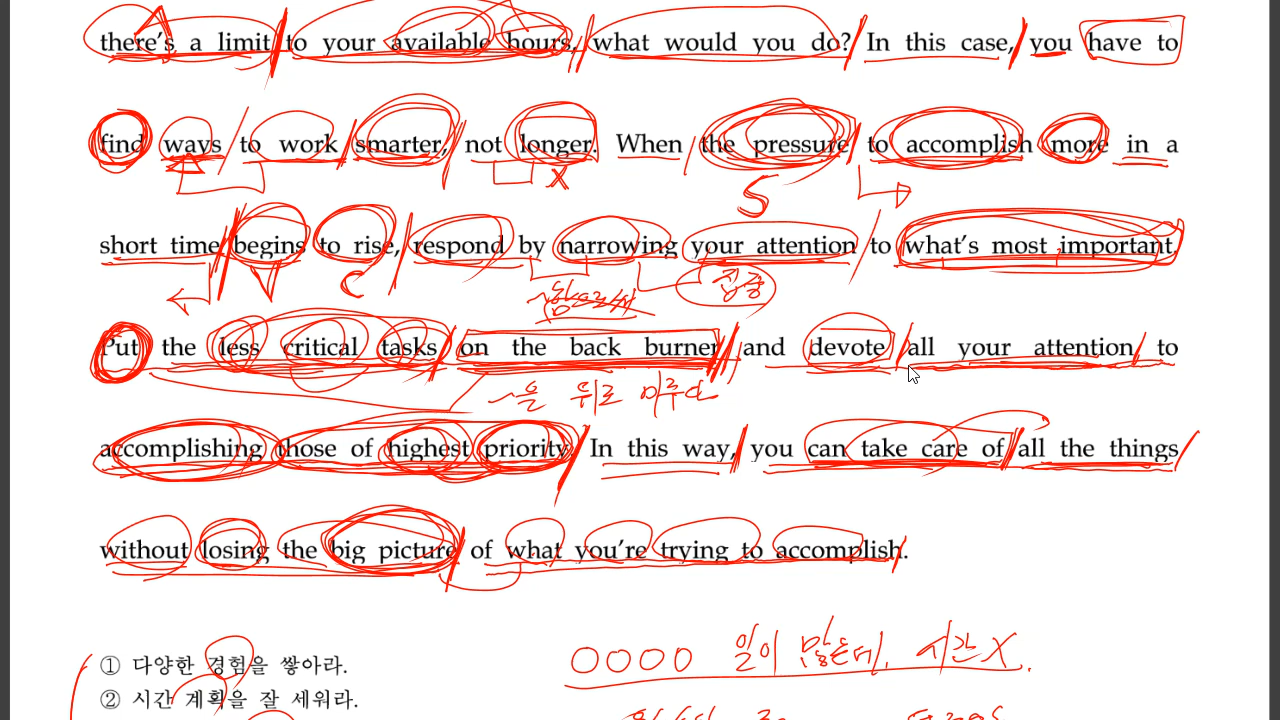 there's a limit to your available hours, what would you do? In this case, you have to
find ways to work smarter, not longer. When the pressure to accomplish more in a
S
short time begins to rise, respond by narrowing your attention to what's most important.
V C 집중
~함으로써
Put the less critical tasks on the back burner and devote all your attention to
~을 뒤로 미루다
accomplishing those of highest priority. In this way, you can take care of all the things
without losing the big picture of what you're trying to accomplish.
일이 많은데, 시간X.
① 다양한 경험을 쌓아라.
② 시간 계획을 잘 세워라.